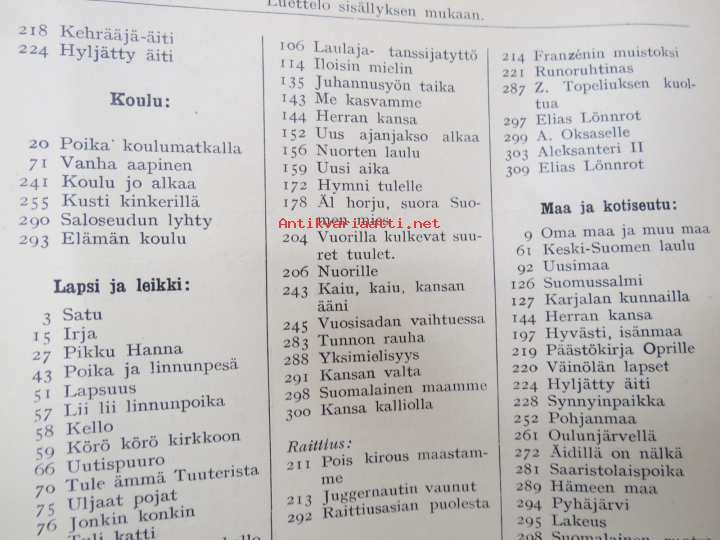 Luettelo sisällyksen mukaan.
218 Kehrääjä-äiti
224 Hyljätty äiti
Koulu:
20 Poika koulumatkalla
71 Vanha aapinen
241 Koulu jo alkaa
255 Kusti kinkerillä
290 Saloseudun lyhty
293 Elämän koulu
Lapsi ja leikki:
3 Satu
15 Irja
27 Pikku Hanna
43 Poika ja linnunpesä
51 Lapsuus
57 Lii lii linnunpoika
58 Kello
59 Körö körö kirkkoon
66 Uutispuuro
70 Tule ämmä Tuuterista
75 Uljaat pojat
76 Jonkin konkin
Tuli katti
106 Laulaja- tanssijatyttö
114 Iloisin mielin
135 Juhannusyön taika
143 Me kasvamme
144 Herran kansa
152 Uus ajanjakso alkaa
156 Nuorten laulu
159 Uusi aika
172 Hymni tulelle
178 Äl' horju, suora Suo-
men mies
204 Vuorilla kulkevat suu-
ret tuulet.
206 Nuorille
243 Kaiu, kaiu, kansan
ääni
245 Vuosisadan vaihtuessa
283 Tunnon rauha
288 Yksimielisyys
291 Kansan valta
298 Suomalainen maamme
300 Kansa kalliolla
Raittius:
211 Pois kirous maastam-
me
213 Juggernautin vaunut
292 Raittiusasian puolesta
214 Franzénin muistoksi
221 Runoruhtinas
287 Z. Topeliuksen kuol-
tua
297 Elias Lönnrot
299 A. Oksaselle
303 Aleksanteri II
309 Elias Lönnrot
Maa ja kotiseutu:
9 Oma maa ja muu maa
61 Keski-Suomen laulu
92 Uusimaa
126 Suomussalmi
127 Karjalan kunnailla
144 Herran kansa
197 Hyvästi, isänmaa
219 Päästökirja Oprille
220 Väinölän lapset
224 Hyljätty äiti
228 Synnyinpaikka
252 Pohjanmaa
261 Oulunjärvellä
272 Äidillä on nälkä
281 Saaristolaispoika
289 Hämeen maa
294 Pyhäjärvi
295 Lakeus
298 Suomalainen
Antikvariaatti.net